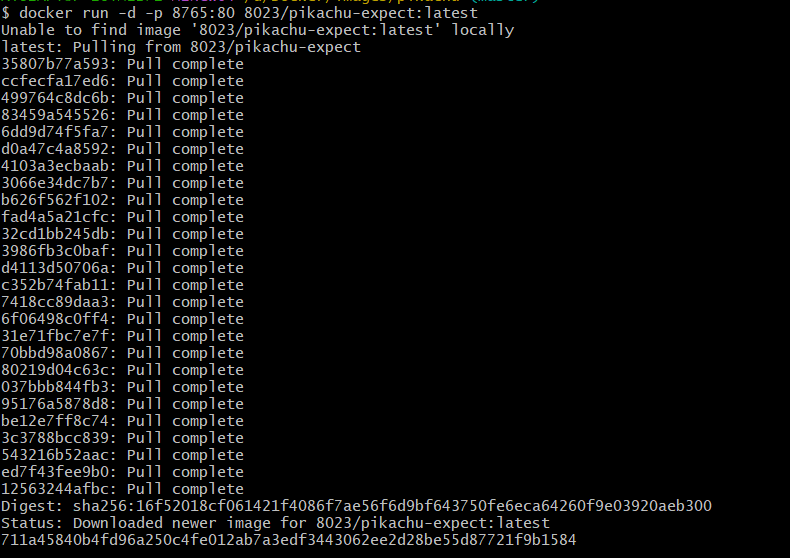 $ docker run -d -p 8765:80 8023/pikachu-expect:latest
Unable to find image '8023/pikachu-expect:latest' locally
latest: Pulling from 8023/pikachu-expect
35807b77a593: Pull complete
ccfecfa17ed6: Pull complete
499764c8dc6b: Pull complete
83459a545526: Pull complete
6dd9d74f5fa7: Pull complete
d0a47c4a8592: Pull complete
4103a3ecbaab: Pull complete
3066e34dc7b7: Pull complete
b626f562f102: Pull complete
fad4a5a21cfc: Pull complete
32cd1bb245db: Pull complete
3986fb3c0baf: Pull complete
d4113d50706a: Pull complete
c352b74fab11: Pull complete
7418cc89daa3: Pull complete
6f06498c0ff4: Pull complete
31e71fbc7e7f: Pull complete
70bbd98a0867: Pull complete
80219d04c63c: Pull complete
037bbb844fb3: Pull complete
95176a5878d8: Pull complete
be12e7ff8c74: Pull complete
3c3788bcc839: Pull complete
543216b52aac: Pull complete
ed7f43fee9b0: Pull complete
12563244afbc: Pull complete
Digest: sha256:16f52018cf061421f4086f7ae56f6d9bf643750fe6eca64260f9e03920aeb300
Status: Downloaded newer image for 8023/pikachu-expect:latest
711a45840b4fd96a250c4fe012ab7a3edf3443062ee2d28be55d87721f9b1584